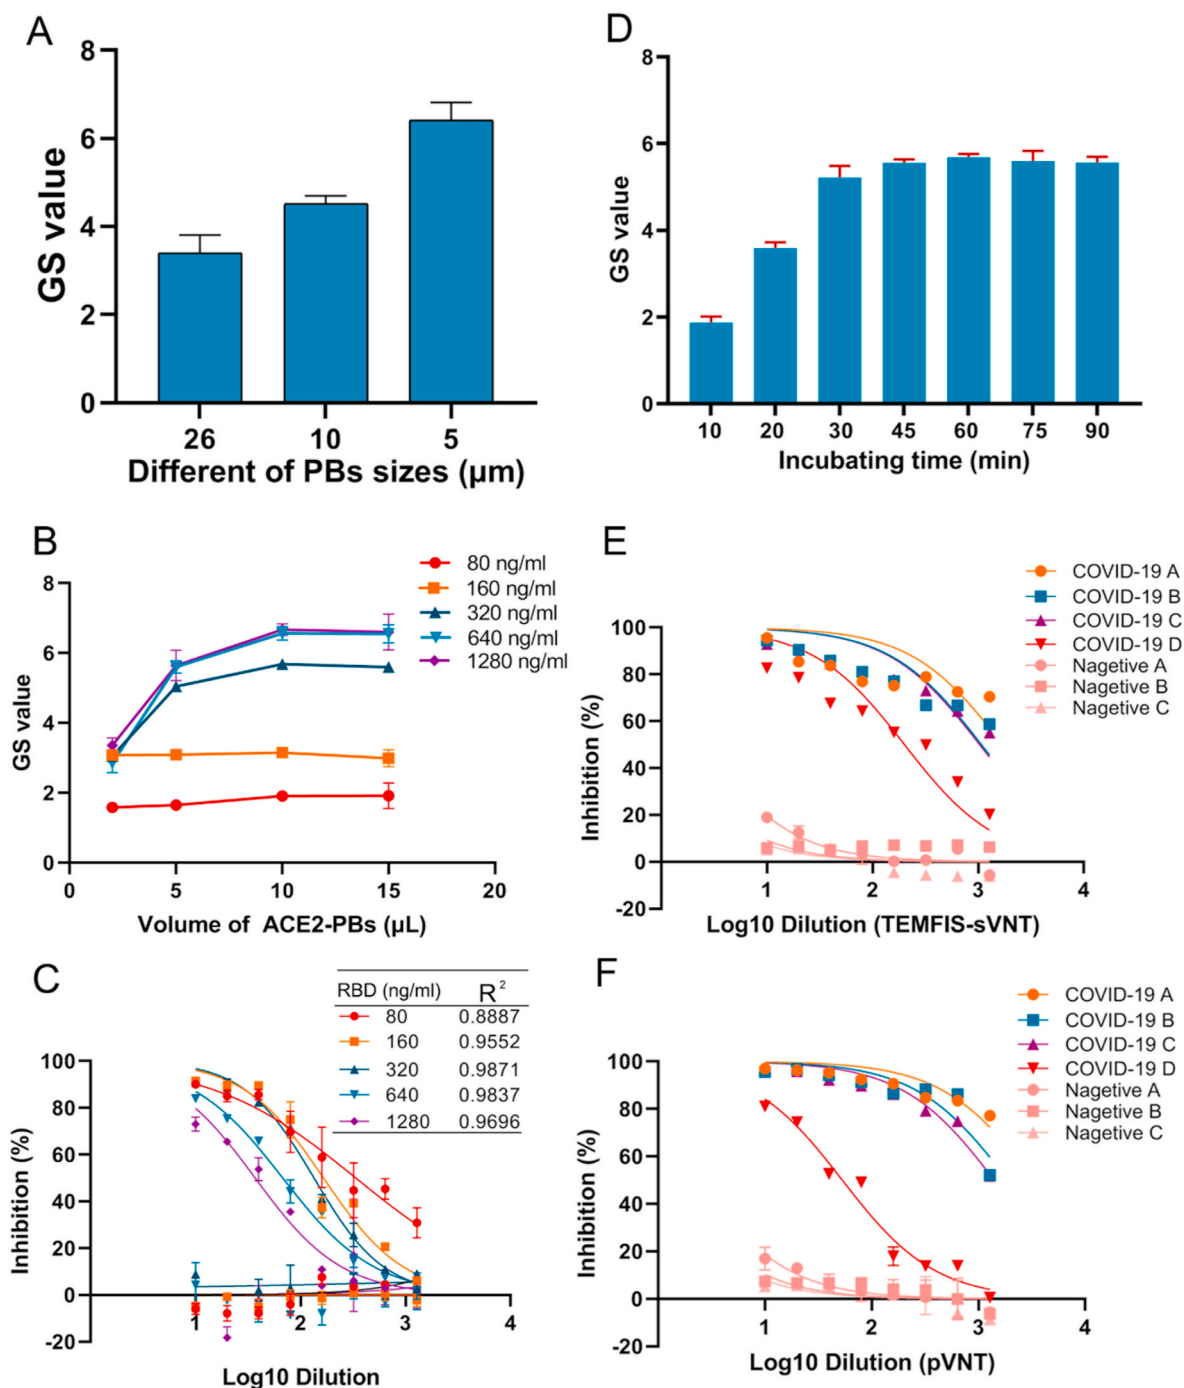 A
8
6
4
2
0
GS value
26 10 5
Different of PBs sizes (μm)
D
8
6
4
2
0
GS value
10 20 30 45 60 75 90
Incubating time (min)
B
80 ng/ml
160 ng/ml
320 ng/ml
640 ng/ml
1280 ng/ml
8
6
4
2
0
GS value
0 5 10 15 20
Volume of ACE2-PBs (μL)
E
COVID-19 A
COVID-19 B
COVID-19 C
COVID-19 D
Nagetive A
Nagetive B
Nagetive C
100
80
60
40
20
0
-20
Inhibition (%)
1 2 3 4
Log10 Dilution (TEMFIS-sVNT)
C
RBD (ng/ml) R2
80 0.8887
160 0.9552
320 0.9871
640 0.9837
1280 0.9696
100
80
60
40
20
0
-20
Inhibition (%)
1 2 3 4
Log10 Dilution
F
COVID-19 A
COVID-19 B
COVID-19 C
COVID-19 D
Nagetive A
Nagetive B
Nagetive C
100
80
60
40
20
0
-20
Inhibition (%)
1 2 3 4
Log10 Dilution (pVNT)